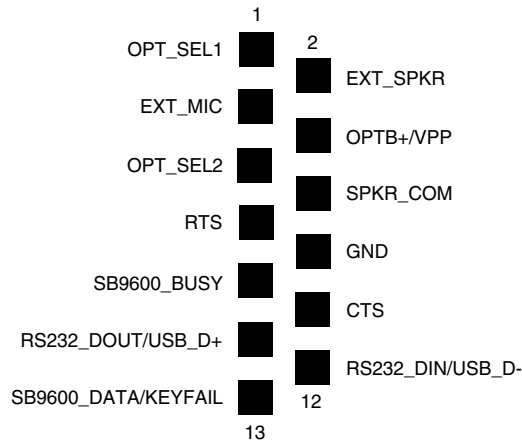 1
OPT_SEL1
2
EXT_SPKR
EXT_MIC
OPTB+/VPP
OPT_SEL2
SPKR_COM
RTS
GND
SB9600_BUSY
CTS
RS232_DOUT/USB_D+
RS232_DIN/USB_D-
SB9600_DATA/KEYFAIL
12
13